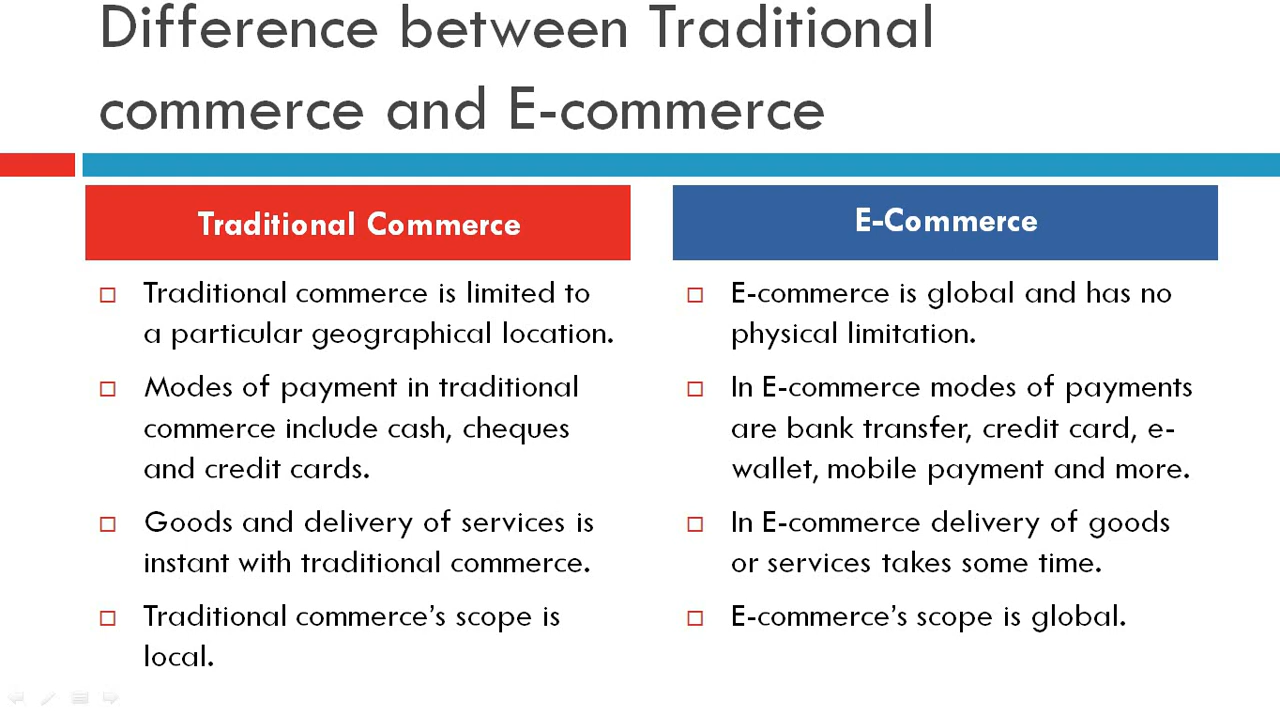 Difference between Traditional
commerce and E-commerce
Traditional Commerce
Traditional commerce is limited to
a particular geographical location.
Modes of payment in traditional
commerce include cash, cheques
and credit cards.
Goods and delivery of services is
instant with traditional commerce.
Traditional commerce’s scope is
local.
E-Commerce
E-commerce is global and has no
physical limitation.
In E-commerce modes of payments
are bank transfer, credit card, e-
wallet, mobile payment and more.
In E-commerce delivery of goods
or services takes some time.
E-commerce’s scope is global.